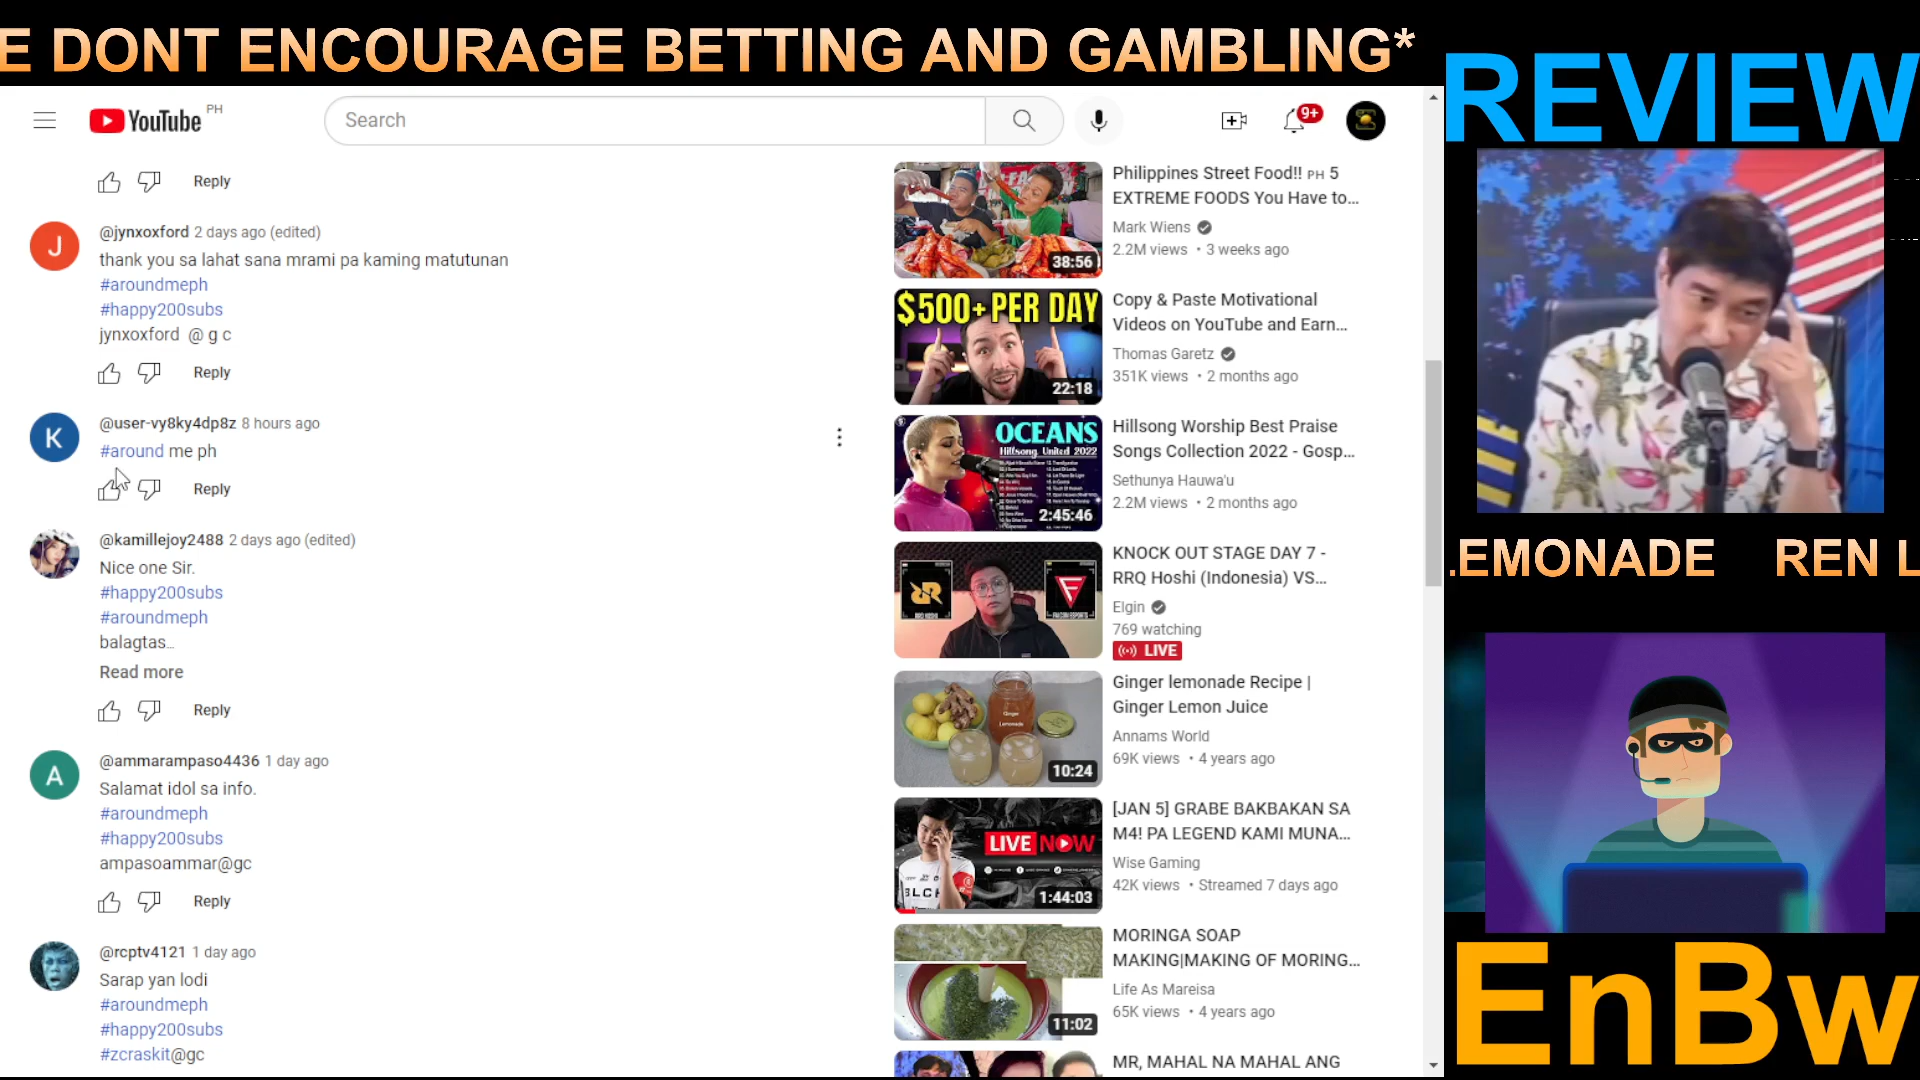 E DONT ENCOURAGE BETTING AND GAMBLING*
REVIEW
YouTube PH
Search
9+
Reply
@jynxoxford 2 days ago (edited)
thank you sa lahat sana mrami pa kaming matutunan
#aroundmeph
#happy200subs
jynxoxford @ g c
Reply
K
@user-vy8ky4dp8z 8 hours ago
#around me ph
Reply
@kamillejoy2488 2 days ago (edited)
Nice one Sir.
#happy200subs
#aroundmeph
balagtas...
Read more
Reply
A
@ammarampaso4436 1 day ago
Salamat idol sa info.
#aroundmeph
#happy200subs
ampasoammar@gc
Reply
@rcptv4121 1 day ago
Sarap yan lodi
#aroundmeph
#happy200subs
#zcraskit@gc
J
38:56
Philippines Street Food!! PH 5
EXTREME FOODS You Have to...
Mark Wiens
2.2M views • 3 weeks ago
$500+ PER DAY
22:18
Copy & Paste Motivational
Videos on YouTube and Earn...
Thomas Garetz
351K views • 2 months ago
OCEANS
Hillsong United 2022
2:45:46
Hillsong Worship Best Praise
Songs Collection 2022 - Gosp...
Sethunya Hauwa'u
2.2M views • 2 months ago
KNOCK OUT STAGE DAY 7 -
RRQ Hoshi (Indonesia) VS...
Elgin
769 watching
LIVE
Ginger
Lemonade
10:24
Ginger lemonade Recipe |
Ginger Lemon Juice
Annams World
69K views • 4 years ago
LIVE NOW
1:44:03
[JAN 5] GRABE BAKBAKAN SA
M4! PA LEGEND KAMI MUNA...
Wise Gaming
42K views • Streamed 7 days ago
11:02
MORINGA SOAP
MAKING|MAKING OF MORING...
Life As Mareisa
65K views • 4 years ago
MR, MAHAL NA MAHAL ANG
.EMONADE REN L
EnBw